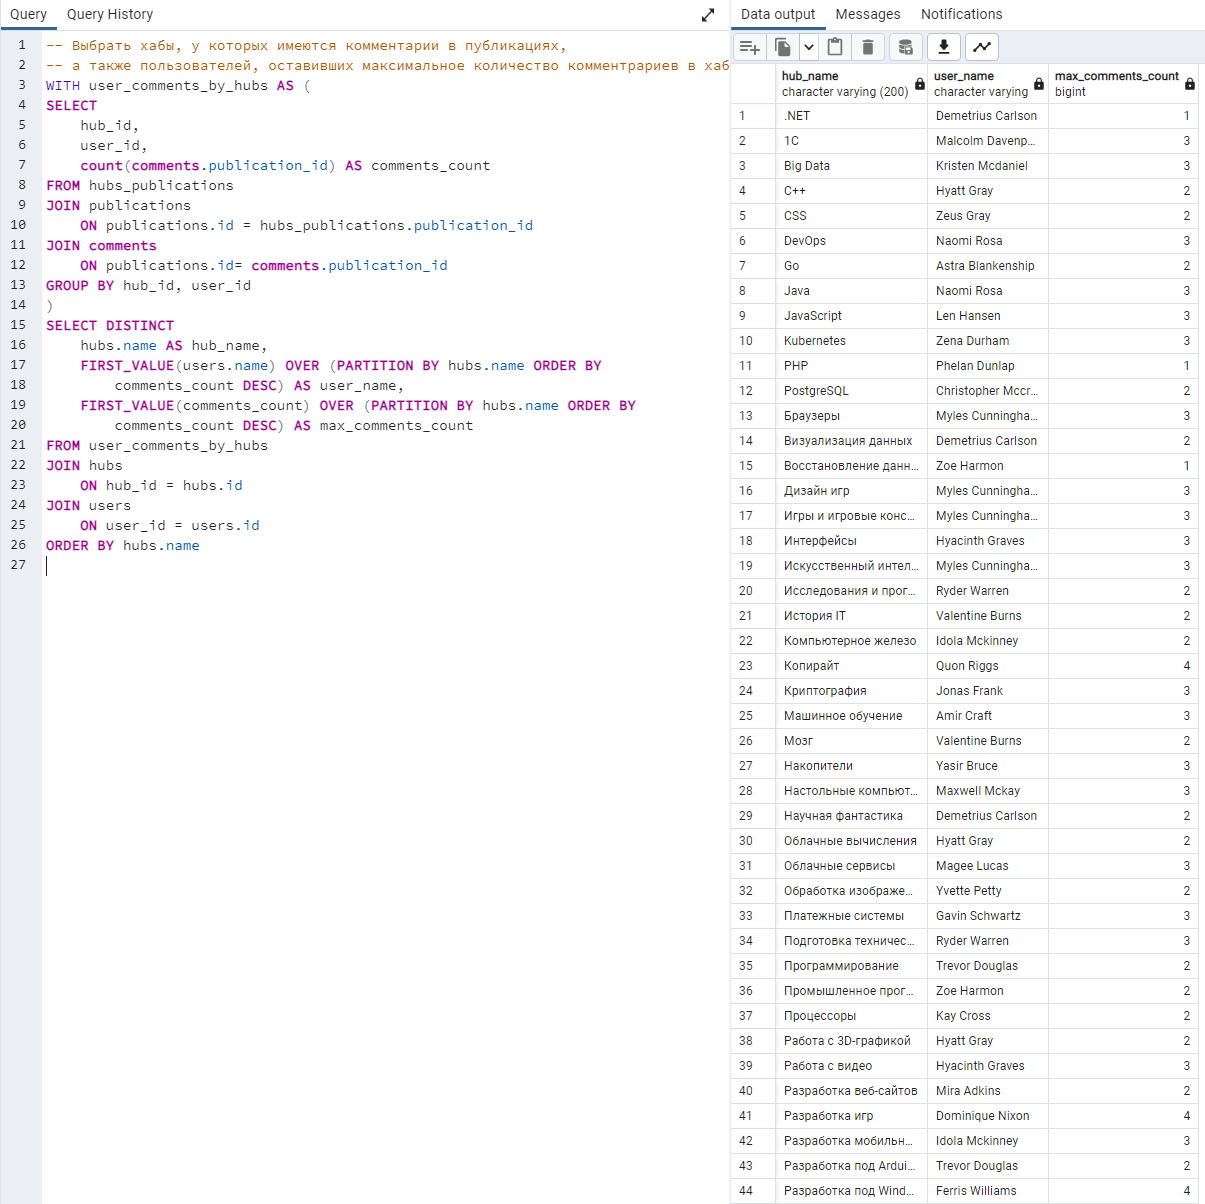 Query Query History
1 -- Выбрать хабы, у которых имеются комментарии в публикациях,
2 -- а также пользователей, оставивших максимальное количество комментрариев в хаб
3 WITH user_comments_by_hubs AS (
4 SELECT
5 hub_id,
6 user_id,
7 count(comments.publication_id) AS comments_count
8 FROM hubs_publications
9 JOIN publications
10 ON publications.id = hubs_publications.publication_id
11 JOIN comments
12 ON publications.id= comments.publication_id
13 GROUP BY hub_id, user_id
14 )
15 SELECT DISTINCT
16 hubs.name AS hub_name,
17 FIRST_VALUE(users.name) OVER (PARTITION BY hubs.name ORDER BY
18 comments_count DESC) AS user_name,
19 FIRST_VALUE(comments_count) OVER (PARTITION BY hubs.name ORDER BY
20 comments_count DESC) AS max_comments_count
21 FROM user_comments_by_hubs
22 JOIN hubs
23 ON hub_id = hubs.id
24 JOIN users
25 ON user_id = users.id
26 ORDER BY hubs.name
27
Data output Messages Notifications
hub_name user_name max_comments_count
character varying (200) character varying bigint
1 .NET Demetrius Carlson 1
2 1C Malcolm Davenp... 3
3 Big Data Kristen Mcdaniel 3
4 C++ Hyatt Gray 2
5 CSS Zeus Gray 2
6 DevOps Naomi Rosa 3
7 Go Astra Blankenship 2
8 Java Naomi Rosa 3
9 JavaScript Len Hansen 3
10 Kubernetes Zena Durham 3
11 PHP Phelan Dunlap 1
12 PostgreSQL Christopher Mccr... 2
13 Браузеры Myles Cunningha... 3
14 Визуализация данных Demetrius Carlson 2
15 Восстановление данн... Zoe Harmon 1
16 Дизайн игр Myles Cunningha... 3
17 Игры и игровые конс... Myles Cunningha... 3
18 Интерфейсы Hyacinth Graves 3
19 Искусственный интел... Myles Cunningha... 3
20 Исследования и прог... Ryder Warren 2
21 История IT Valentine Burns 2
22 Компьютерное железо Idola Mckinney 2
23 Копирайт Quon Riggs 4
24 Криптография Jonas Frank 3
25 Машинное обучение Amir Craft 3
26 Мозг Valentine Burns 2
27 Накопители Yasir Bruce 3
28 Настольные компьют... Maxwell Mckay 3
29 Научная фантастика Demetrius Carlson 2
30 Облачные вычисления Hyatt Gray 2
31 Облачные сервисы Magee Lucas 3
32 Обработка изображе... Yvette Petty 2
33 Платежные системы Gavin Schwartz 3
34 Подготовка техничес... Ryder Warren 3
35 Программирование Trevor Douglas 2
36 Промышленное прог... Zoe Harmon 2
37 Процессоры Kay Cross 2
38 Работа с 3D-графикой Hyatt Gray 2
39 Работа с видео Hyacinth Graves 3
40 Разработка веб-сайтов Mira Adkins 2
41 Разработка игр Dominique Nixon 4
42 Разработка мобильн... Idola Mckinney 3
43 Разработка под Ardui... Trevor Douglas 2
44 Разработка под Wind... Ferris Williams 4